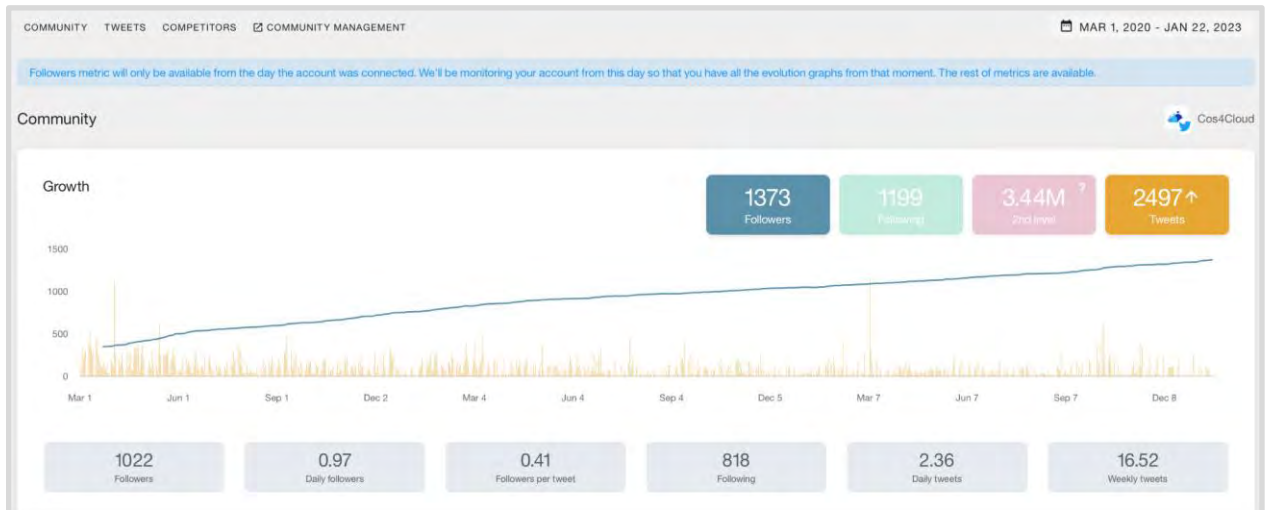 COMMUNITY TWEETS COMPETITORS COMMUNITY MANAGEMENT MAR 1, 2020 - JAN 22, 2023
Followers metric will only be available from the day the account was connected. We'll be monitoring your account from this day so that you have all the evolution graphs from that moment. The rest of metrics are available.
Community Cos4Cloud
Growth
1373 1199 3.44M ? 2497↑
Followers Following 2nd level Tweets
1500
1000
500
0
Mar 1 Jun 1 Sep 1 Dec 2 Mar 4 Jun 4 Sep 4 Dec 5 Mar 7 Jun 7 Sep 7 Dec 8
1022 0.97 0.41 818 2.36 16.52
Followers Daily followers Followers per tweet Following Daily tweets Weekly tweets